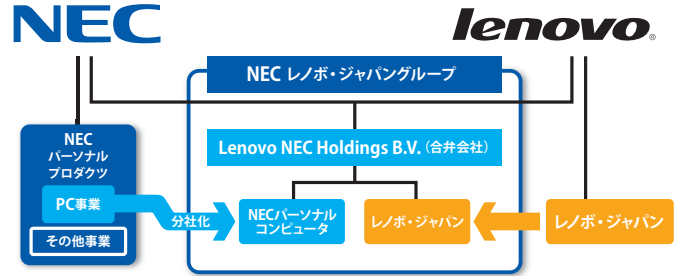 NEC
lenovo
NEC レノボ・ジャパングループ
Lenovo NEC Holdings B.V.（合弁会社）
NEC
パーソナル
プロダクツ
PC事業
その他事業
分社化
NECパーソナル
コンピュータ
レノボ・ジャパン
レノボ・ジャパン